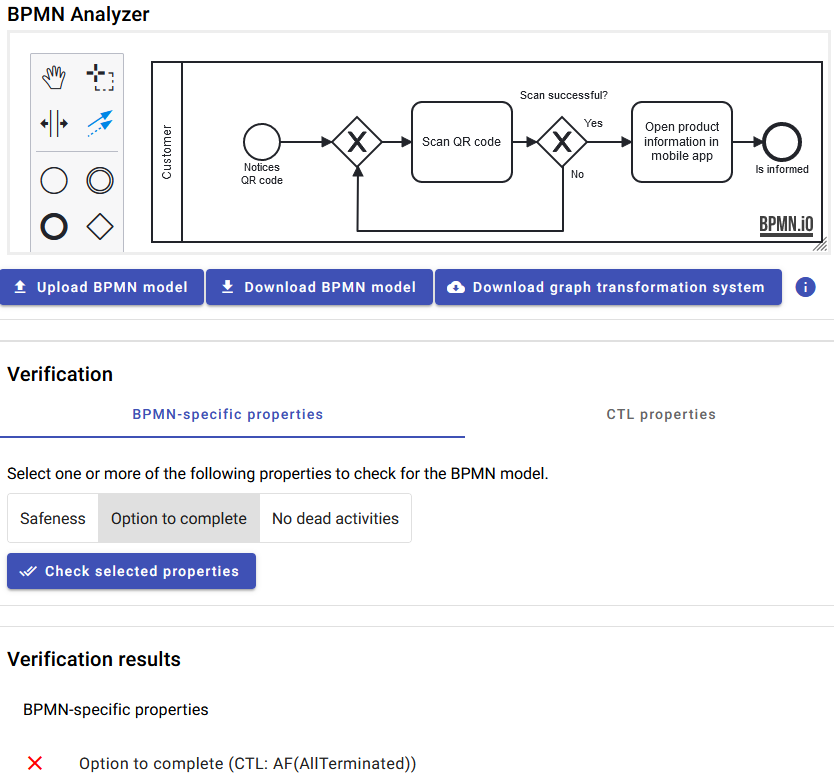 BPMN Analyzer
Customer
Notices
QR code
Scan QR code
Scan successful?
Yes
No
Open product
information in
mobile app
Is informed
BPMN.iO
Upload BPMN model
Download BPMN model
Download graph transformation system
i
Verification
BPMN-specific properties
CTL properties
Select one or more of the following properties to check for the BPMN model.
Safeness
Option to complete
No dead activities
Check selected properties
Verification results
BPMN-specific properties
Option to complete (CTL: AF(AllTerminated))